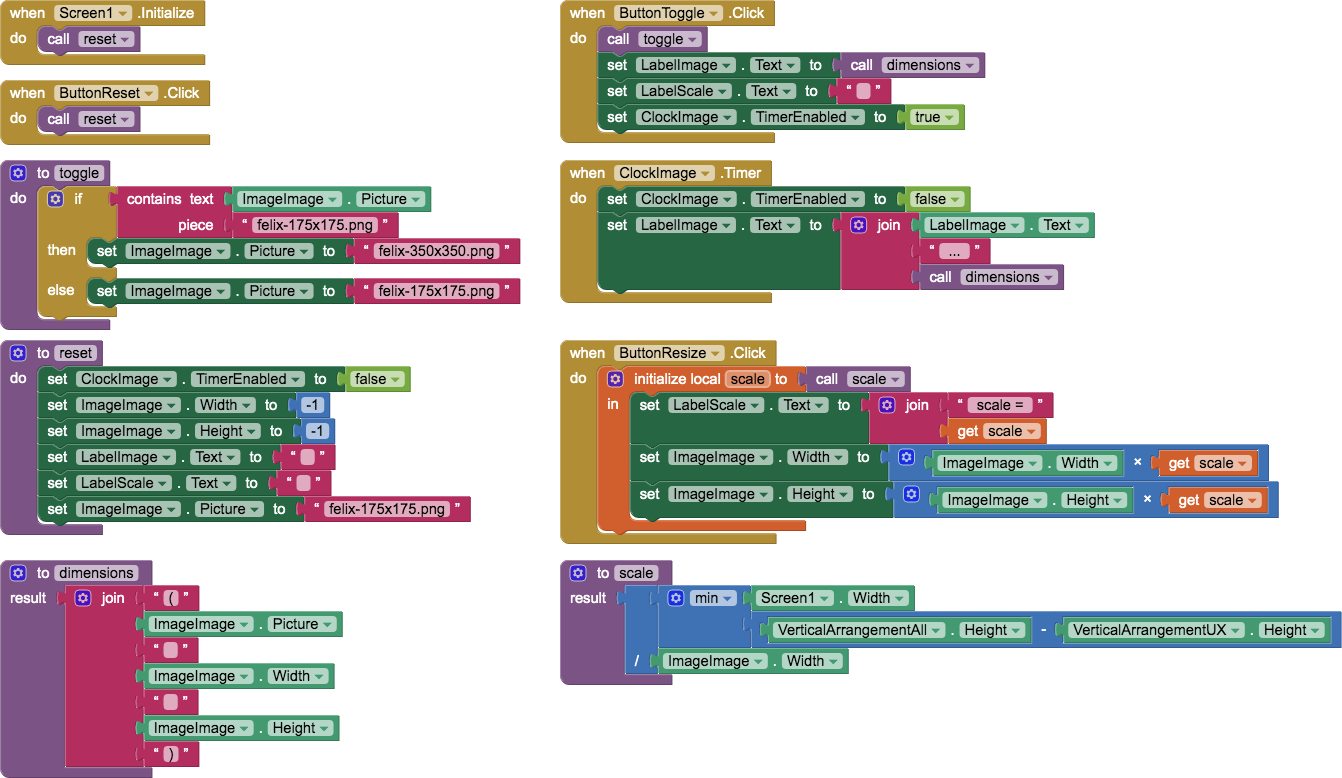 when Screen1 .Initialize
do call reset
when ButtonReset .Click
do call reset
to toggle
do if contains text ImageImage . Picture
piece “ felix-175x175.png ”
then set ImageImage . Picture to “ felix-350x350.png ”
else set ImageImage . Picture to “ felix-175x175.png ”
to reset
do set ClockImage . TimerEnabled to false
set ImageImage . Width to -1
set ImageImage . Height to -1
set LabelImage . Text to “ ”
set LabelScale . Text to “ ”
set ImageImage . Picture to “ felix-175x175.png ”
to dimensions
result join “ ( ”
ImageImage . Picture
“ ”
ImageImage . Width
“ ”
ImageImage . Height
“ ) ”
when ButtonToggle .Click
do call toggle
set LabelImage . Text to call dimensions
set LabelScale . Text to “ ”
set ClockImage . TimerEnabled to true
when ClockImage .Timer
do set ClockImage . TimerEnabled to false
set LabelImage . Text to join LabelImage . Text
“ ... ”
call dimensions
when ButtonResize .Click
do initialize local scale to call scale
in set LabelScale . Text to join “ scale = ”
get scale
set ImageImage . Width to ImageImage . Width × get scale
set ImageImage . Height to ImageImage . Height × get scale
to scale
result min Screen1 . Width
VerticalArrangementAll . Height - VerticalArrangementUX . Height
/ ImageImage . Width